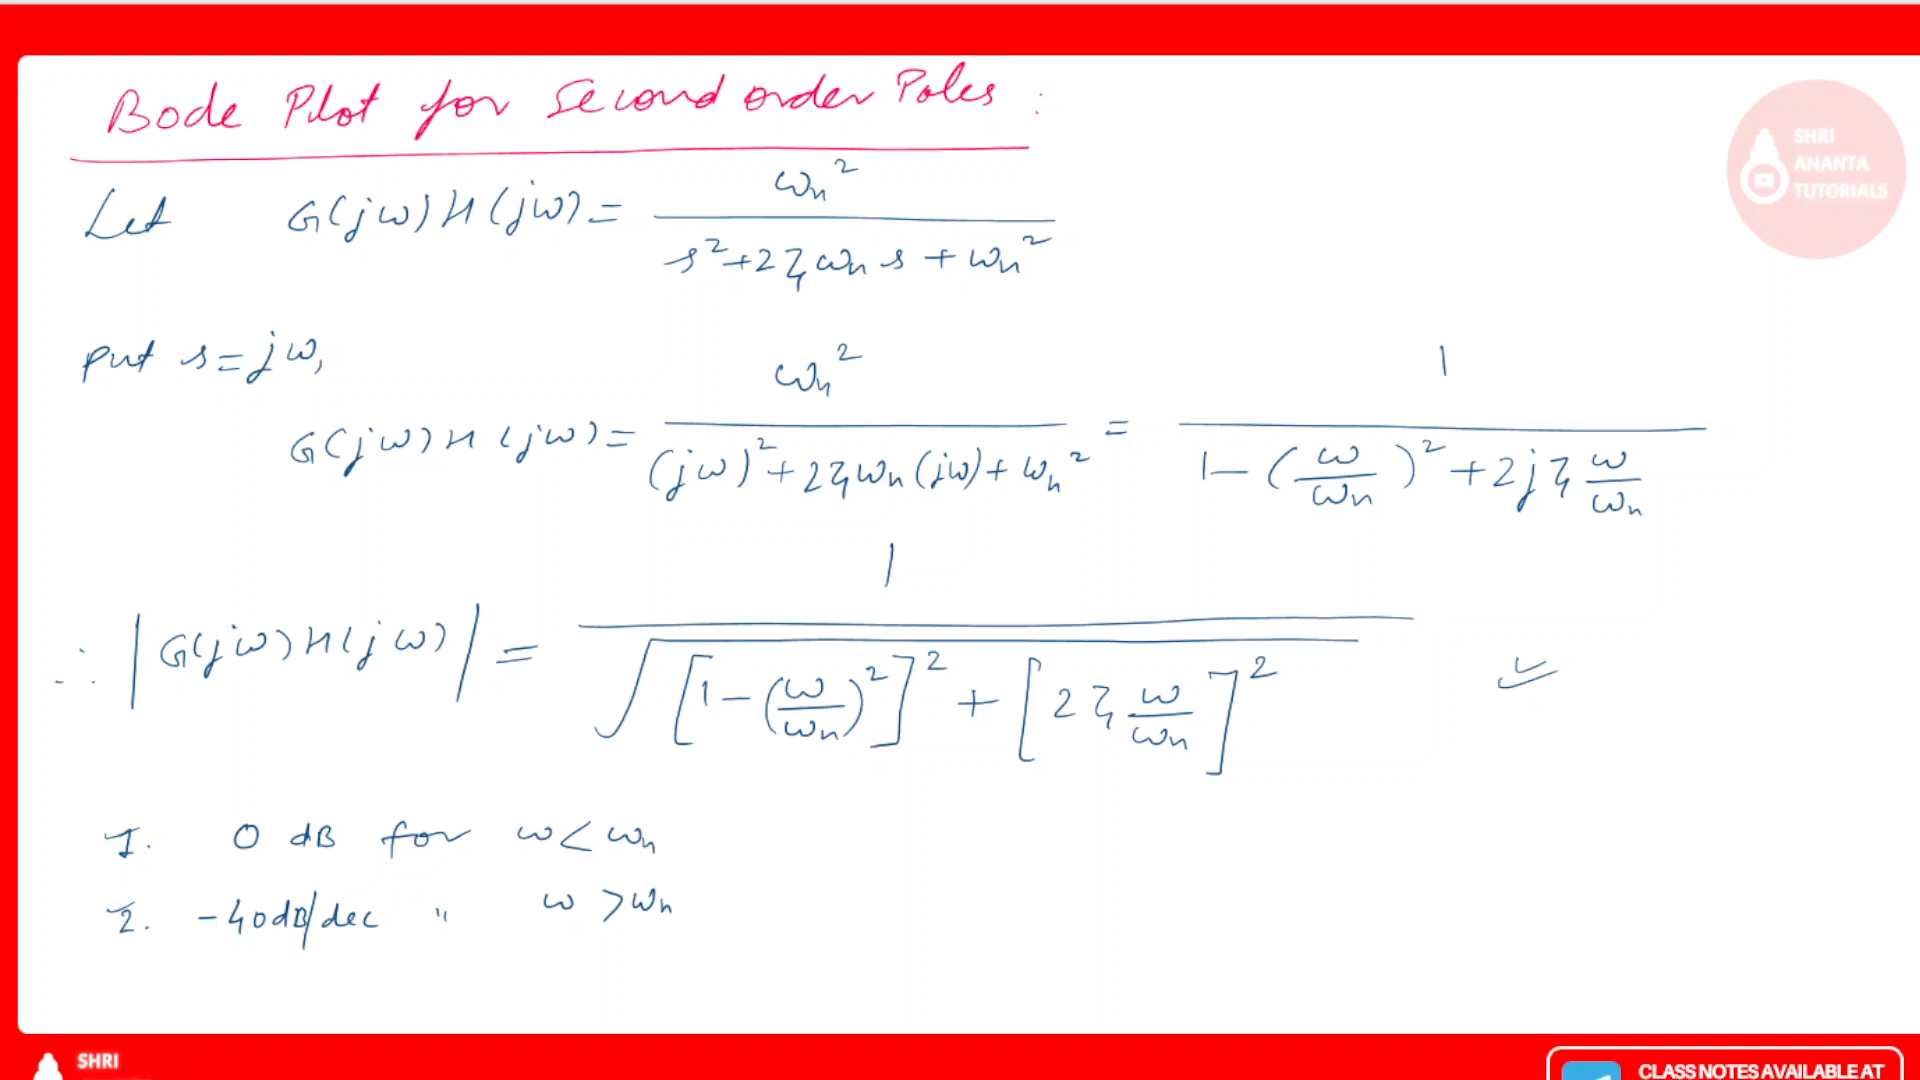 Bode Plot for Second order Poles :
SHRI
ANANTA
TUTORIALS
Let G(jω)H(jω) = ωn² / (s² + 2ζωn s + ωn²)
put s = jω,
G(jω)H(jω) = ωn² / ((jω)² + 2ζωn(jω) + ωn²) = 1 / (1 - (ω/ωn)² + 2jζ ω/ωn)
∴ |G(jω)H(jω)| = 1 / √([1 - (ω/ωn)²]² + [2ζ ω/ωn]²)
1. 0 dB for ω < ωn
2. -40dB/dec " ω > ωn
SHRI
CLASS NOTES AVAILABLE AT